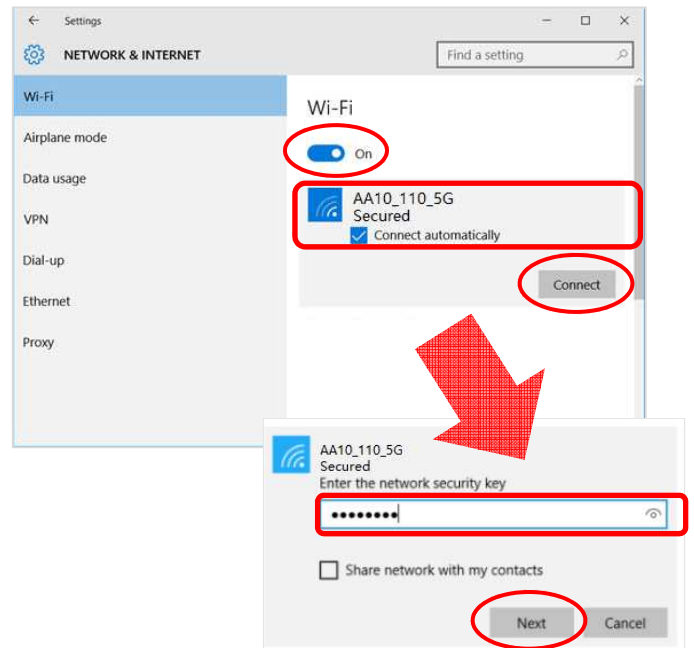 Settings
NETWORK & INTERNET
Find a setting
Wi-Fi
Airplane mode
Data usage
VPN
Dial-up
Ethernet
Proxy
Wi-Fi
On
AA10_110_5G
Secured
Connect automatically
Connect
AA10_110_5G
Secured
Enter the network security key
••••••••
Share network with my contacts
Next Cancel